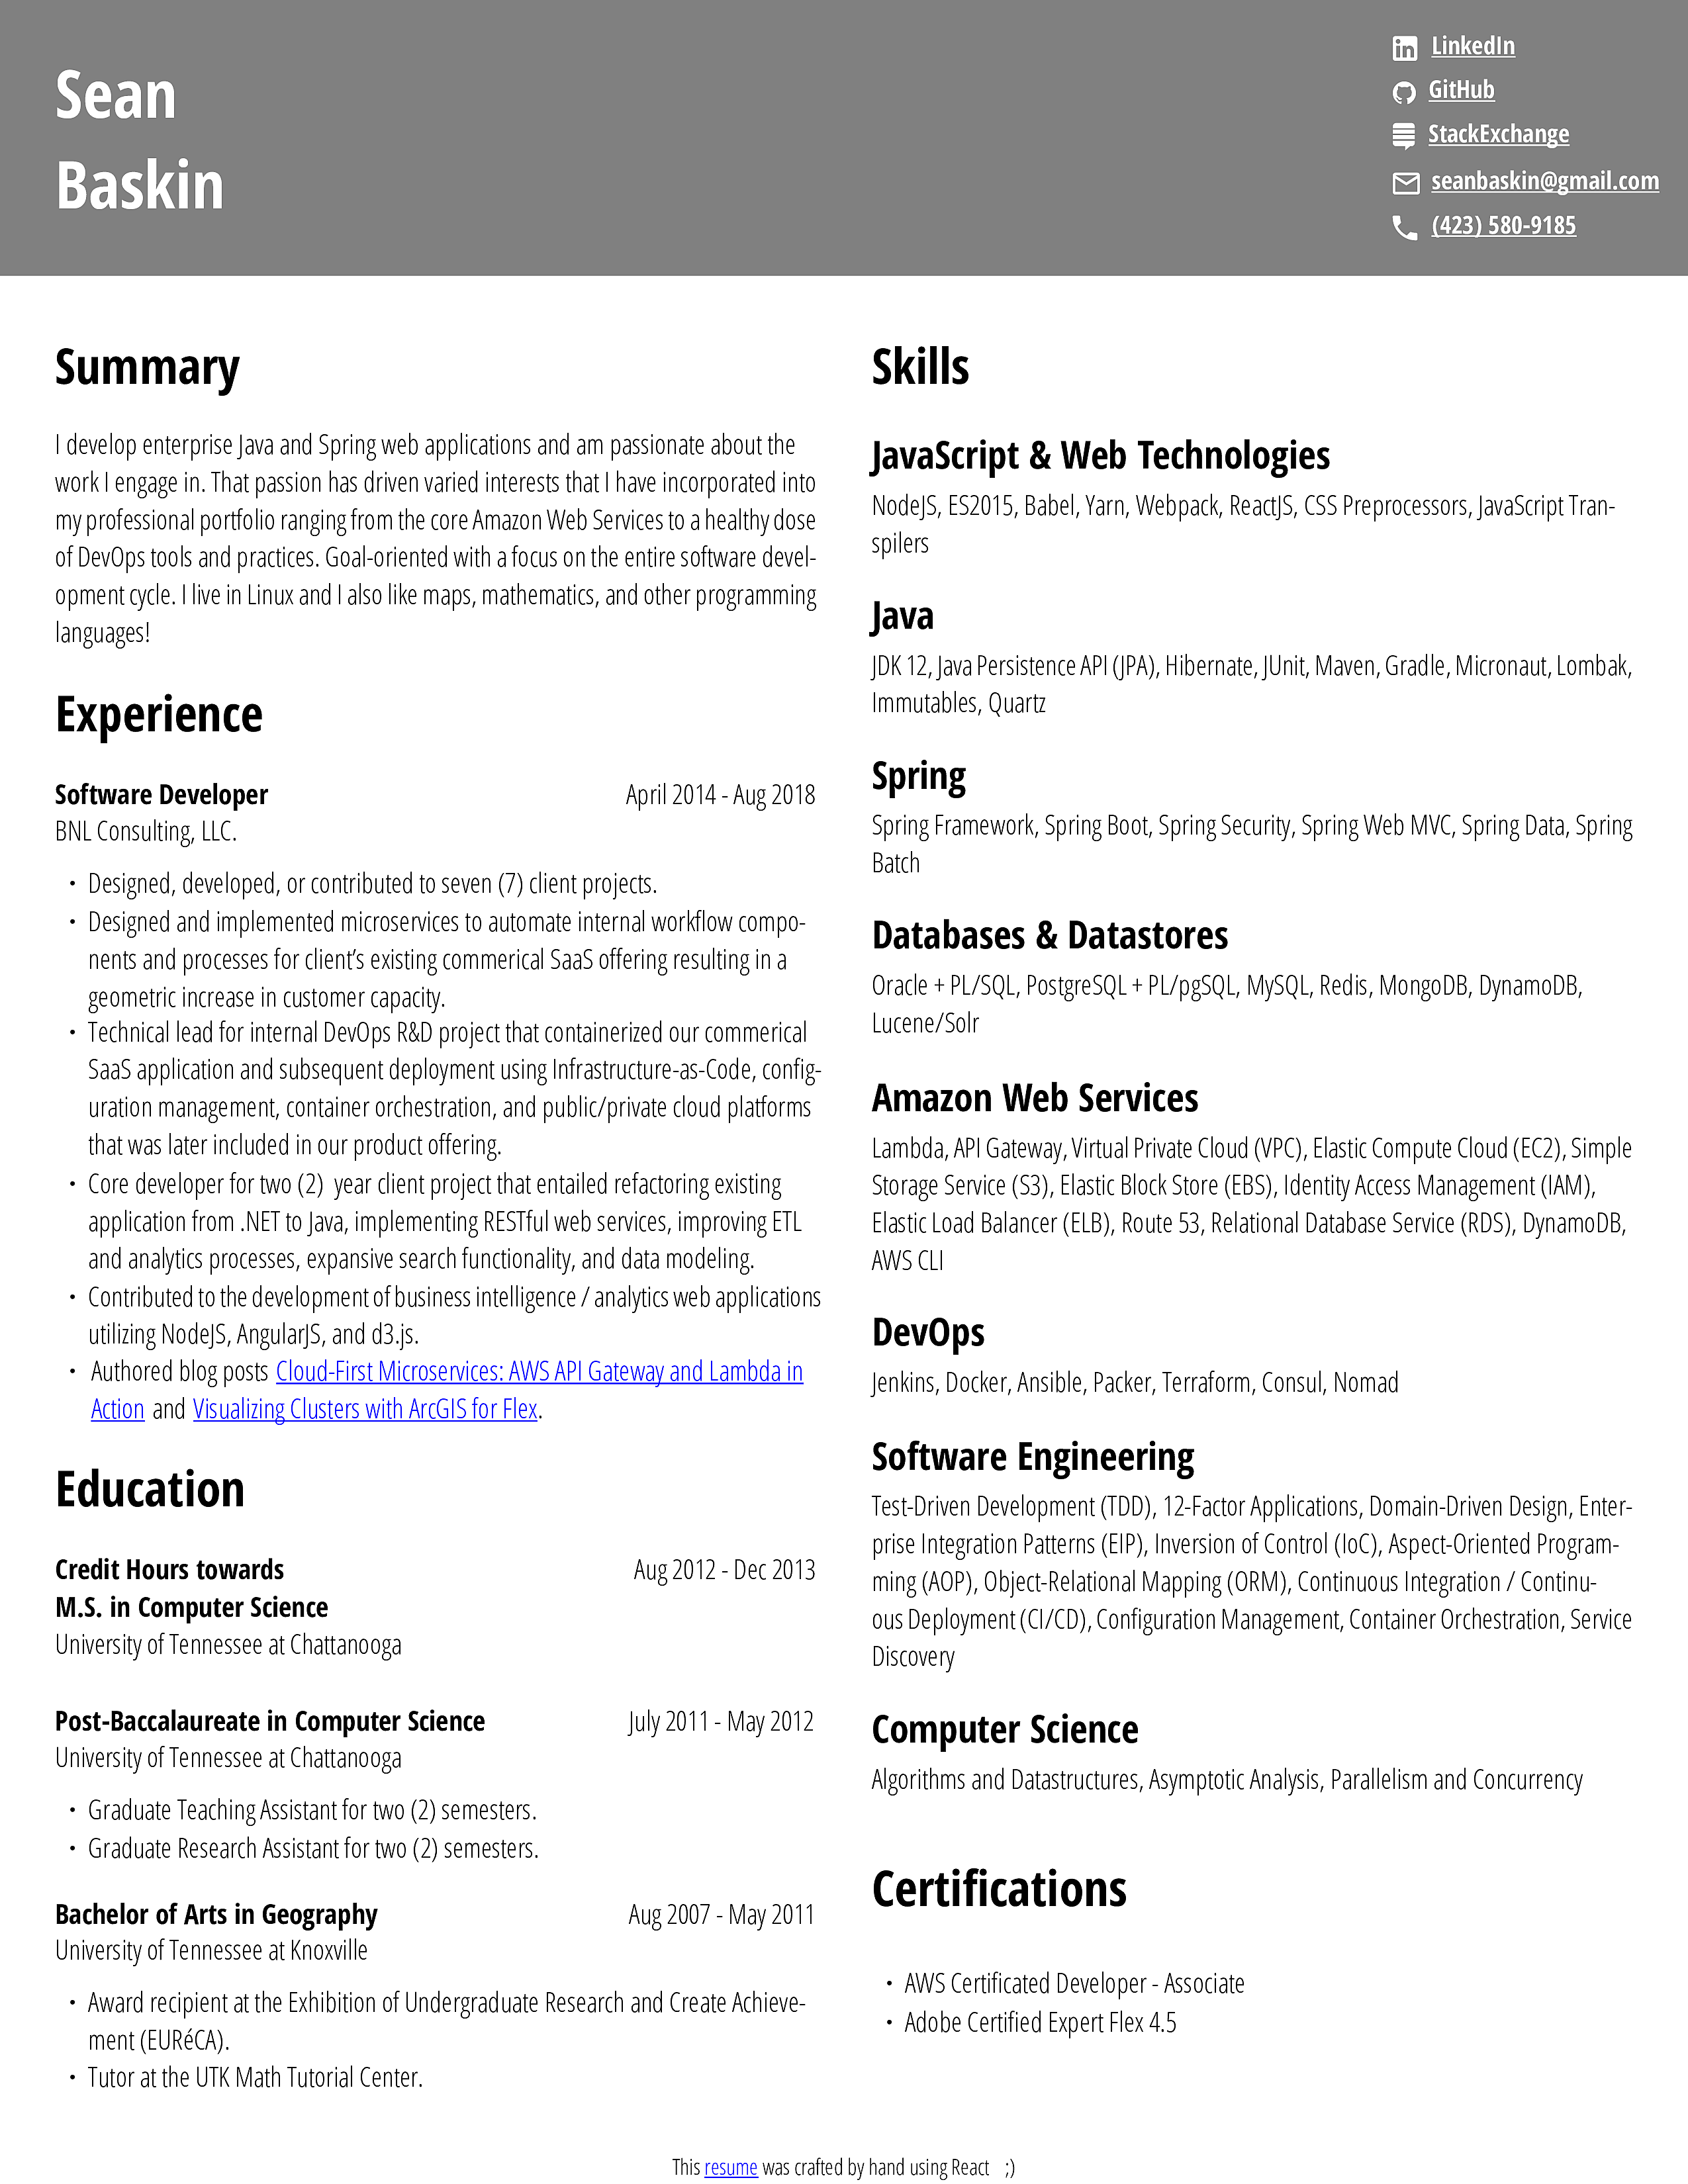 Sean
Baskin
LinkedIn
GitHub
StackExchange
seanbaskin@gmail.com
(423) 580-9185
Summary
I develop enterprise Java and Spring web applications and am passionate about the
work I engage in. That passion has driven varied interests that I have incorporated into
my professional portfolio ranging from the core Amazon Web Services to a healthy dose
of DevOps tools and practices. Goal-oriented with a focus on the entire software devel-
opment cycle. I live in Linux and I also like maps, mathematics, and other programming
languages!
Experience
Software Developer April 2014 - Aug 2018
BNL Consulting, LLC.
• Designed, developed, or contributed to seven (7) client projects.
• Designed and implemented microservices to automate internal workflow compo-
nents and processes for client's existing commerical SaaS offering resulting in a
geometric increase in customer capacity.
• Technical lead for internal DevOps R&D project that containerized our commerical
SaaS application and subsequent deployment using Infrastructure-as-Code, config-
uration management, container orchestration, and public/private cloud platforms
that was later included in our product offering.
• Core developer for two (2) year client project that entailed refactoring existing
application from .NET to Java, implementing RESTful web services, improving ETL
and analytics processes, expansive search functionality, and data modeling.
• Contributed to the development of business intelligence / analytics web applications
utilizing NodeJS, AngularJS, and d3.js.
• Authored blog posts Cloud-First Microservices: AWS API Gateway and Lambda in
Action and Visualizing Clusters with ArcGIS for Flex.
Education
Credit Hours towards Aug 2012 - Dec 2013
M.S. in Computer Science
University of Tennessee at Chattanooga
Post-Baccalaureate in Computer Science July 2011 - May 2012
University of Tennessee at Chattanooga
• Graduate Teaching Assistant for two (2) semesters.
• Graduate Research Assistant for two (2) semesters.
Bachelor of Arts in Geography Aug 2007 - May 2011
University of Tennessee at Knoxville
• Award recipient at the Exhibition of Undergraduate Research and Create Achieve-
ment (EURéCA).
• Tutor at the UTK Math Tutorial Center.
Skills
JavaScript & Web Technologies
NodeJS, ES2015, Babel, Yarn, Webpack, ReactJS, CSS Preprocessors, JavaScript Tran-
spilers
Java
JDK 12, Java Persistence API (JPA), Hibernate, JUnit, Maven, Gradle, Micronaut, Lombak,
Immutables, Quartz
Spring
Spring Framework, Spring Boot, Spring Security, Spring Web MVC, Spring Data, Spring
Batch
Databases & Datastores
Oracle + PL/SQL, PostgreSQL + PL/pgSQL, MySQL, Redis, MongoDB, DynamoDB,
Lucene/Solr
Amazon Web Services
Lambda, API Gateway, Virtual Private Cloud (VPC), Elastic Compute Cloud (EC2), Simple
Storage Service (S3), Elastic Block Store (EBS), Identity Access Management (IAM),
Elastic Load Balancer (ELB), Route 53, Relational Database Service (RDS), DynamoDB,
AWS CLI
DevOps
Jenkins, Docker, Ansible, Packer, Terraform, Consul, Nomad
Software Engineering
Test-Driven Development (TDD), 12-Factor Applications, Domain-Driven Design, Enter-
prise Integration Patterns (EIP), Inversion of Control (IoC), Aspect-Oriented Program-
ming (AOP), Object-Relational Mapping (ORM), Continuous Integration / Continu-
ous Deployment (CI/CD), Configuration Management, Container Orchestration, Service
Discovery
Computer Science
Algorithms and Datastructures, Asymptotic Analysis, Parallelism and Concurrency
Certifications
• AWS Certificated Developer - Associate
• Adobe Certified Expert Flex 4.5
This resume was crafted by hand using React ;)